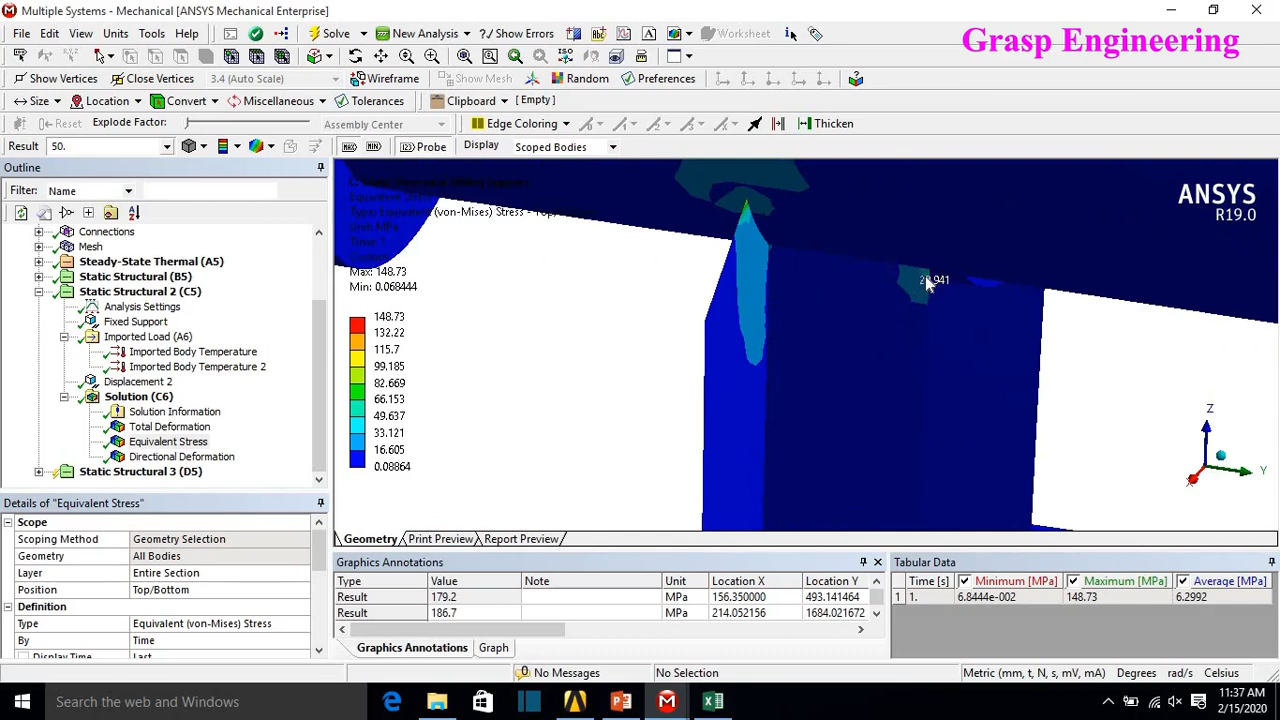 Multiple Systems - Mechanical [ANSYS Mechanical Enterprise]
File Edit View Units Tools Help Solve New Analysis ?/ Show Errors Worksheet
Grasp Engineering
Show Vertices Close Vertices 3.4 (Auto Scale) Wireframe Show Mesh Random Preferences
Size Location Convert Miscellaneous Tolerances Clipboard [ Empty ]
Reset Explode Factor: Assembly Center Edge Coloring Thicken
Result 50. Probe Display Scoped Bodies
Outline
Filter: Name
Connections
Mesh
Steady-State Thermal (A5)
Static Structural (B5)
Static Structural 2 (C5)
Analysis Settings
Fixed Support
Imported Load (A6)
Imported Body Temperature
Imported Body Temperature 2
Displacement 2
Solution (C6)
Solution Information
Total Deformation
Equivalent Stress
Directional Deformation
Static Structural 3 (D5)
Details of "Equivalent Stress"
Scope
Scoping Method Geometry Selection
Geometry All Bodies
Layer Entire Section
Position Top/Bottom
Definition
Type Equivalent (von-Mises) Stress
By Time
Display Time Last
Type: Equivalent (von-Mises) Stress - Top/
Unit: MPa
Time: 1
Max: 148.73
Min: 0.068444
148.73
132.22
115.7
99.185
82.669
66.153
49.637
33.121
16.605
0.08864
ANSYS
R19.0
Z
Y
X
Geometry Print Preview Report Preview
Graphics Annotations
Type Value Note Unit Location X Location Y
Result 179.2 MPa 156.350000 493.141464
Result 186.7 MPa 214.052156 1684.021672
Graphics Annotations Graph
Tabular Data
Time [s] Minimum [MPa] Maximum [MPa] Average [MPa]
1 1. 6.8444e-002 148.73 6.2992
No Messages No Selection Metric (mm, t, N, s, mV, mA) Degrees rad/s Celsius
Search the web and Windows
11:37 AM
2/15/2020